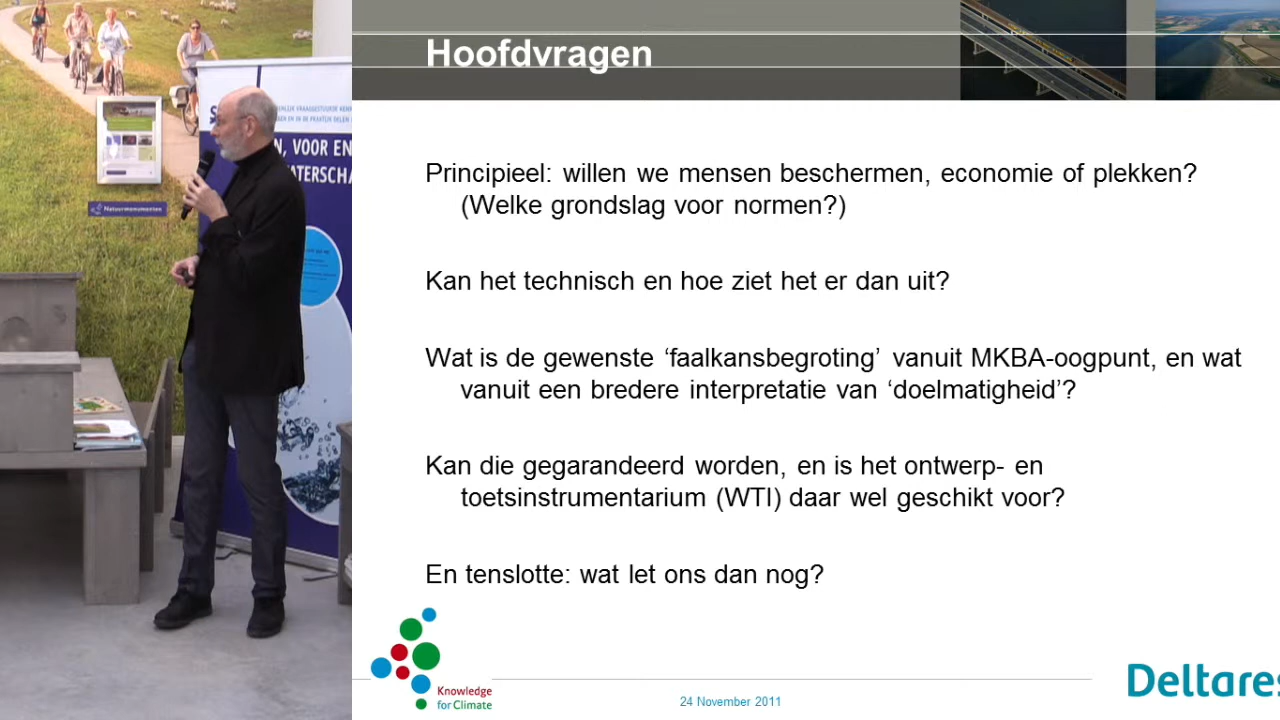 Hoofdvragen
Principieel: willen we mensen beschermen, economie of plekken?
(Welke grondslag voor normen?)
Kan het technisch en hoe ziet het er dan uit?
Wat is de gewenste ‘faalkansbegroting’ vanuit MKBA-oogpunt, en wat
vanuit een bredere interpretatie van ‘doelmatigheid’?
Kan die gegarandeerd worden, en is het ontwerp- en
toetsinstrumentarium (WTI) daar wel geschikt voor?
En tenslotte: wat let ons dan nog?
Knowledge
for Climate
24 November 2011
Deltares
Natuurmonumenten
N, VOOR EN
ATERSCHA